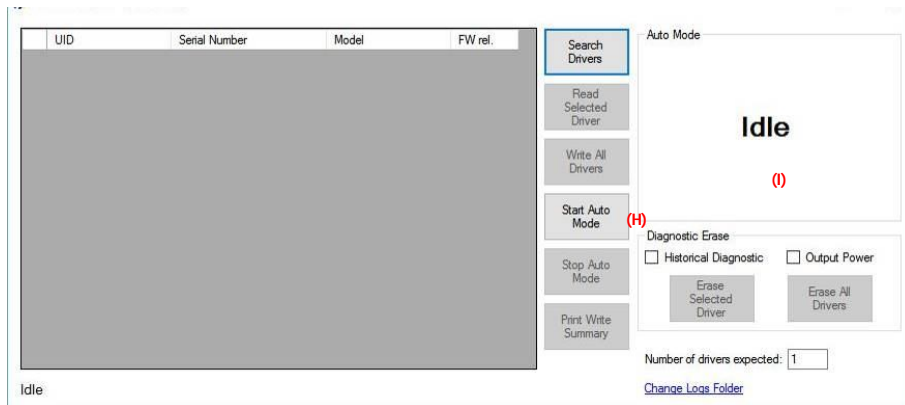 UID Serial Number Model FW rel.
Search
Drivers
Read
Selected
Driver
Write All
Drivers
Start Auto
Mode
(H)
Stop Auto
Mode
Print Write
Summary
Auto Mode
Idle
(I)
Diagnostic Erase
Historical Diagnostic Output Power
Erase
Selected
Driver
Erase All
Drivers
Number of drivers expected: 1
Change Logs Folder
Idle